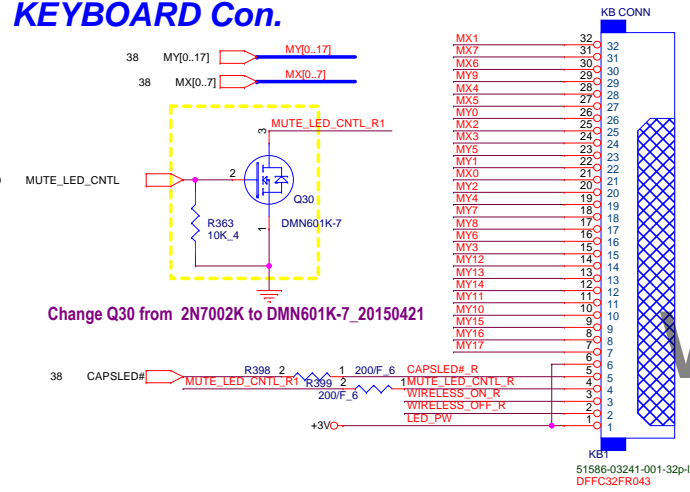 KEYBOARD Con.
38 MY[0..17] MY[0..17]
38 MX[0..7] MX[0..7]
MUTE_LED_CNTL_R1
3
MUTE_LED_CNTL
2
Q30
DMN601K-7
1
R363
10K_4
Change Q30 from 2N7002K to DMN601K-7_20150421
KB CONN
MX1 32 32
MX7 31 31
MX6 30 30
MY9 29 29
MX4 28 28
MX5 27 27
MY0 26 26
MX2 25 25
MX3 24 24
MY5 23 23
MY1 22 22
MX0 21 21
MY2 20 20
MY4 19 19
MY7 18 18
MY8 17 17
MY6 16 16
MY3 15 15
MY12 14 14
MY13 13 13
MY14 12 12
MY11 11 11
MY10 10 10
MY15 9 9
MY16 8 8
MY17 7 7
6 6
38 CAPSLED# R398 2 1 200/F_6 CAPSLED#_R 5 5
MUTE_LED_CNTL_R1 R399 2 200/F_6 1 MUTE_LED_CNTL_R 4 4
WIRELESS_ON_R 3 3
WIRELESS_OFF_R 2 2
+3VO LED_PW 1 1
KB1
51586-03241-001-32p-l
DFFC32FR043